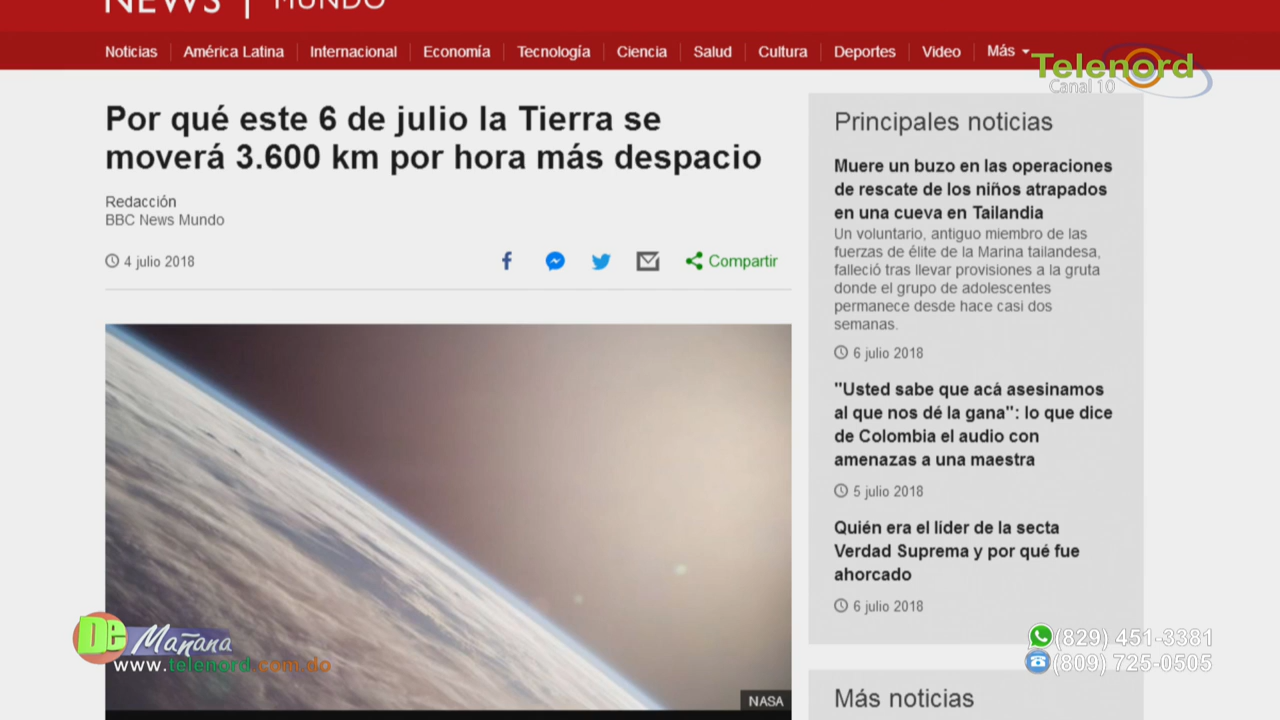 NEWS | MUNDO
Noticias América Latina Internacional Economía Tecnología Ciencia Salud Cultura Deportes Video Más
Telenord
Canal 10
Por qué este 6 de julio la Tierra se
moverá 3.600 km por hora más despacio
Redacción
BBC News Mundo
4 julio 2018
Compartir
NASA
Principales noticias
Muere un buzo en las operaciones
de rescate de los niños atrapados
en una cueva en Tailandia
Un voluntario, antiguo miembro de las
fuerzas de élite de la Marina tailandesa,
falleció tras llevar provisiones a la gruta
donde el grupo de adolescentes
permanece desde hace casi dos
semanas.
6 julio 2018
"Usted sabe que acá asesinamos
al que nos dé la gana": lo que dice
de Colombia el audio con
amenazas a una maestra
5 julio 2018
Quién era el líder de la secta
Verdad Suprema y por qué fue
ahorcado
6 julio 2018
Más noticias
De Mañana
www.telenord.com.do
(829) 451-3381
(809) 725-0505